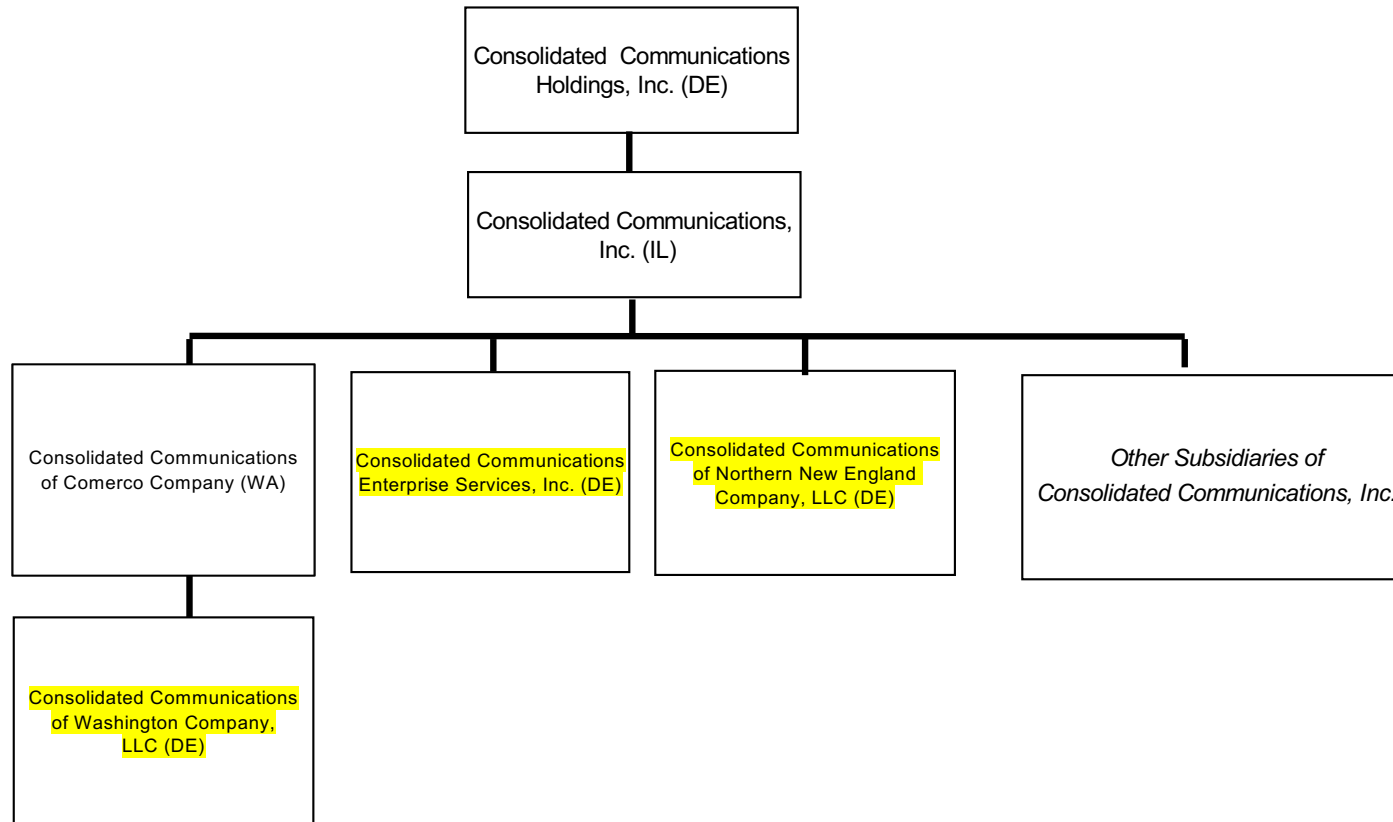 Consolidated Communications
Holdings, Inc. (DE)
Consolidated Communications,
Inc. (IL)
Consolidated Communications
of Comerco Company (WA)
Consolidated Communications
Enterprise Services, Inc. (DE)
Consolidated Communications
of Northern New England
Company, LLC (DE)
Other Subsidiaries of
Consolidated Communications, Inc.
Consolidated Communications
of Washington Company,
LLC (DE)